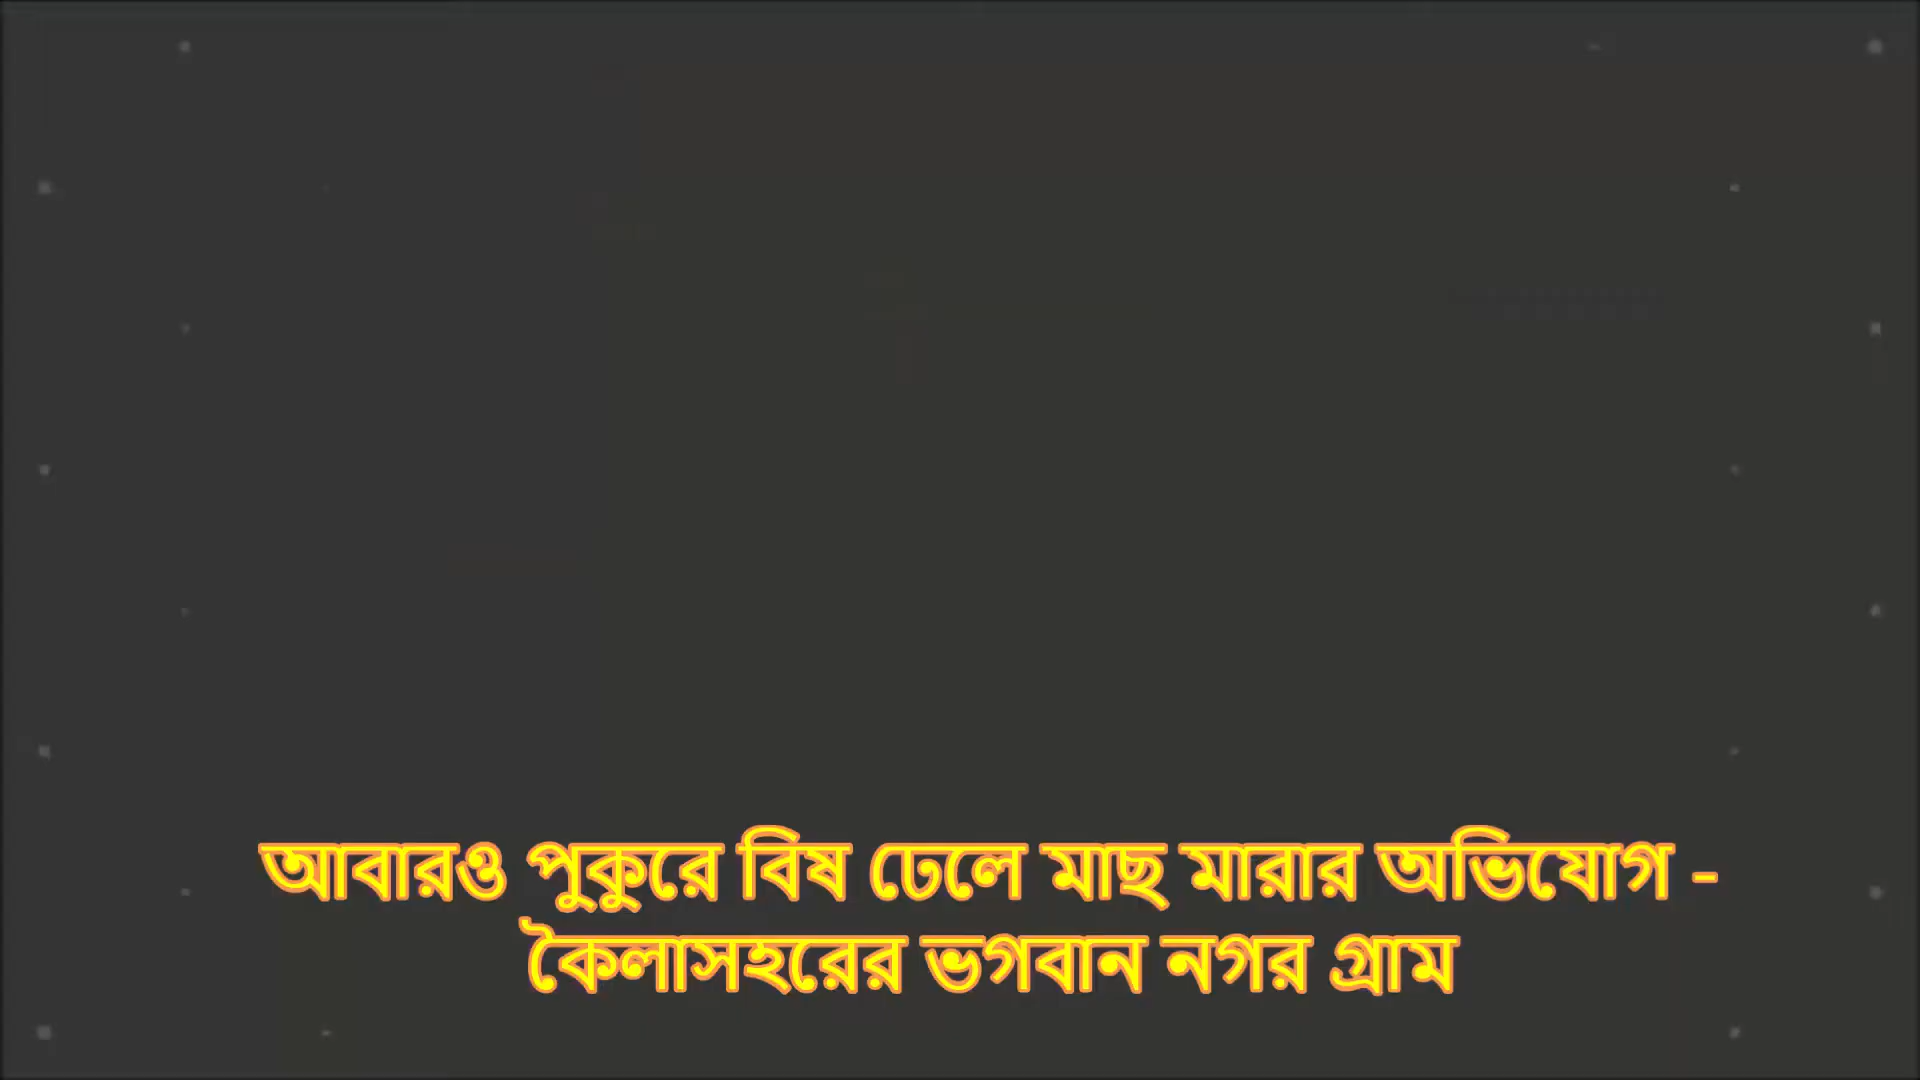 আবারও পুকুরে বিষ ঢেলে মাছ মারার অভিযোগ -
কৈলাসহরের ভগবান নগর গ্রাম